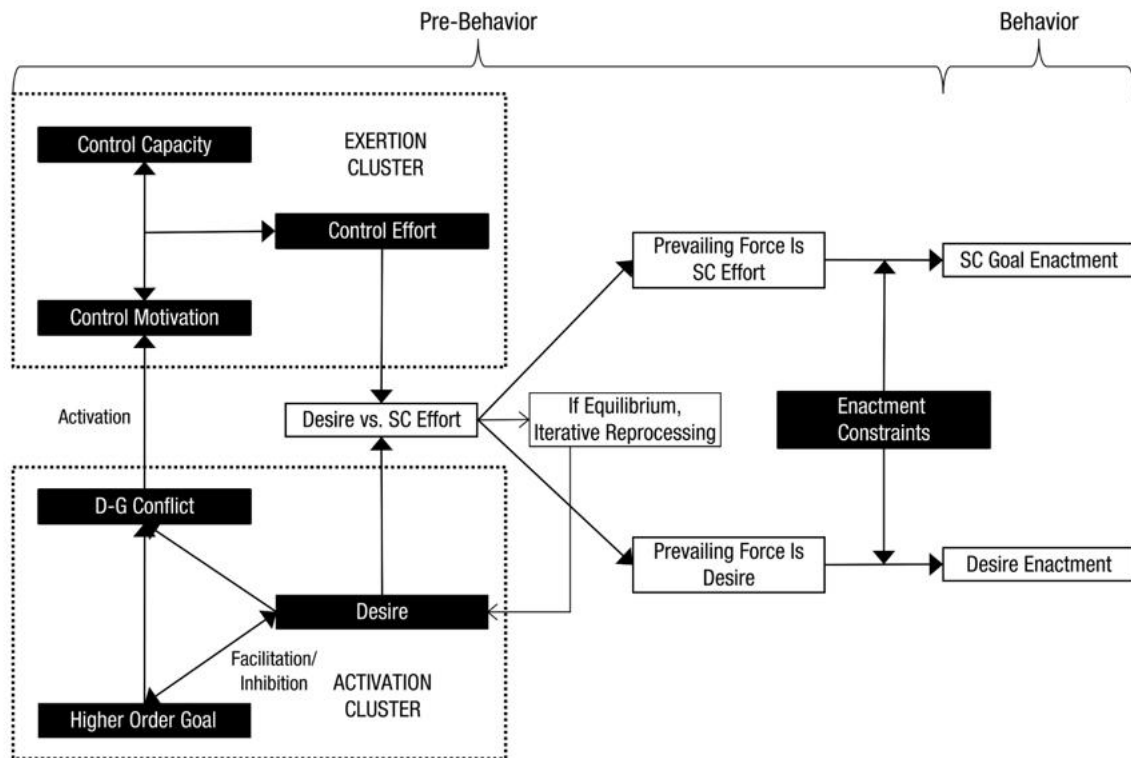 Pre-Behavior
Behavior
Control Capacity
EXERTION
CLUSTER
Control Effort
Control Motivation
Prevailing Force Is
SC Effort
SC Goal Enactment
Activation
Desire vs. SC Effort
If Equilibrium,
Iterative Reprocessing
Enactment
Constraints
D-G Conflict
Prevailing Force Is
Desire
Desire Enactment
Desire
Facilitation/
Inhibition
ACTIVATION
CLUSTER
Higher Order Goal